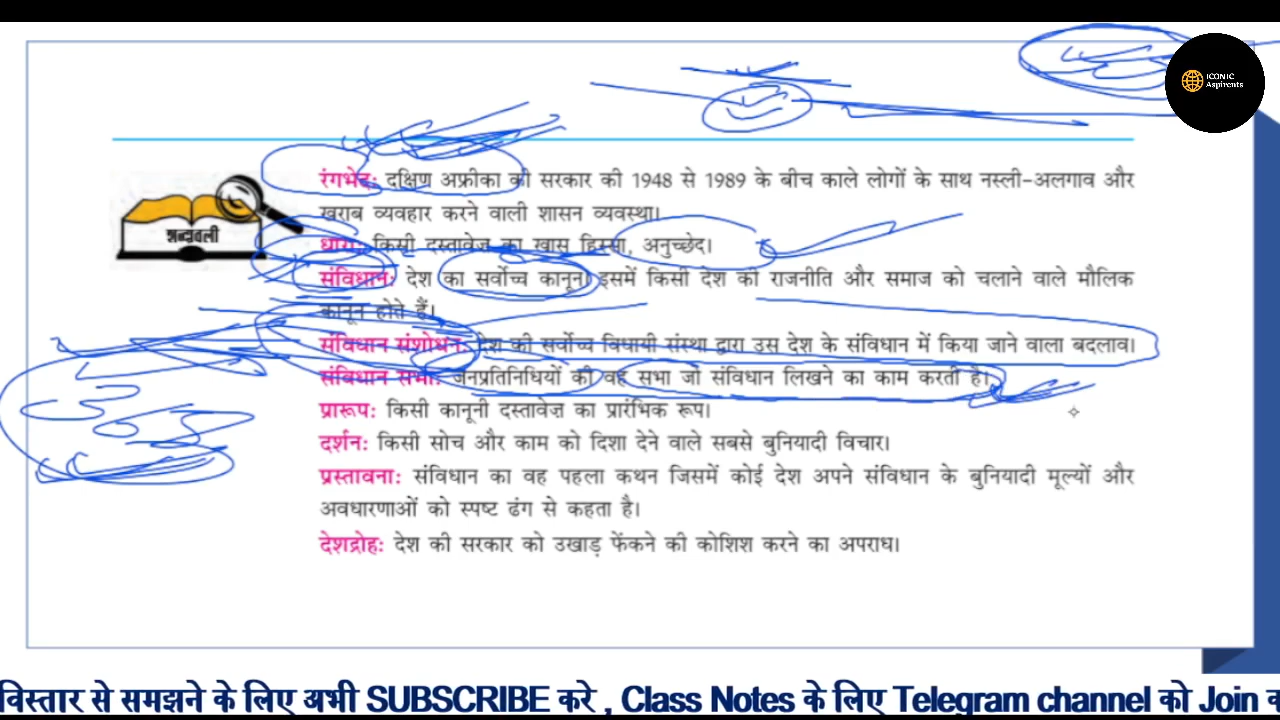 ICONIC
Aspirents
रंगभेद: दक्षिण अफ्रीका की सरकार की 1948 से 1989 के बीच काले लोगों के साथ नस्ली-अलगाव और
खराब व्यवहार करने वाली शासन व्यवस्था।
शब्दावली
धारा: किसी दस्तावेज़ का खास हिस्सा, अनुच्छेद।
संविधान: देश का सर्वोच्च कानून। इसमें किसी देश की राजनीति और समाज को चलाने वाले मौलिक
कानून होते हैं।
संविधान संशोधन: देश की सर्वोच्च विधायी संस्था द्वारा उस देश के संविधान में किया जाने वाला बदलाव।
संविधान सभा: जनप्रतिनिधियों की वह सभा जो संविधान लिखने का काम करती है।
प्रारूप: किसी कानूनी दस्तावेज़ का प्रारंभिक रूप।
दर्शन: किसी सोच और काम को दिशा देने वाले सबसे बुनियादी विचार।
प्रस्तावना: संविधान का वह पहला कथन जिसमें कोई देश अपने संविधान के बुनियादी मूल्यों और
अवधारणाओं को स्पष्ट ढंग से कहता है।
देशद्रोह: देश की सरकार को उखाड़ फेंकने की कोशिश करने का अपराध।
विस्तार से समझने के लिए अभी SUBSCRIBE करे , Class Notes के लिए Telegram channel को Join